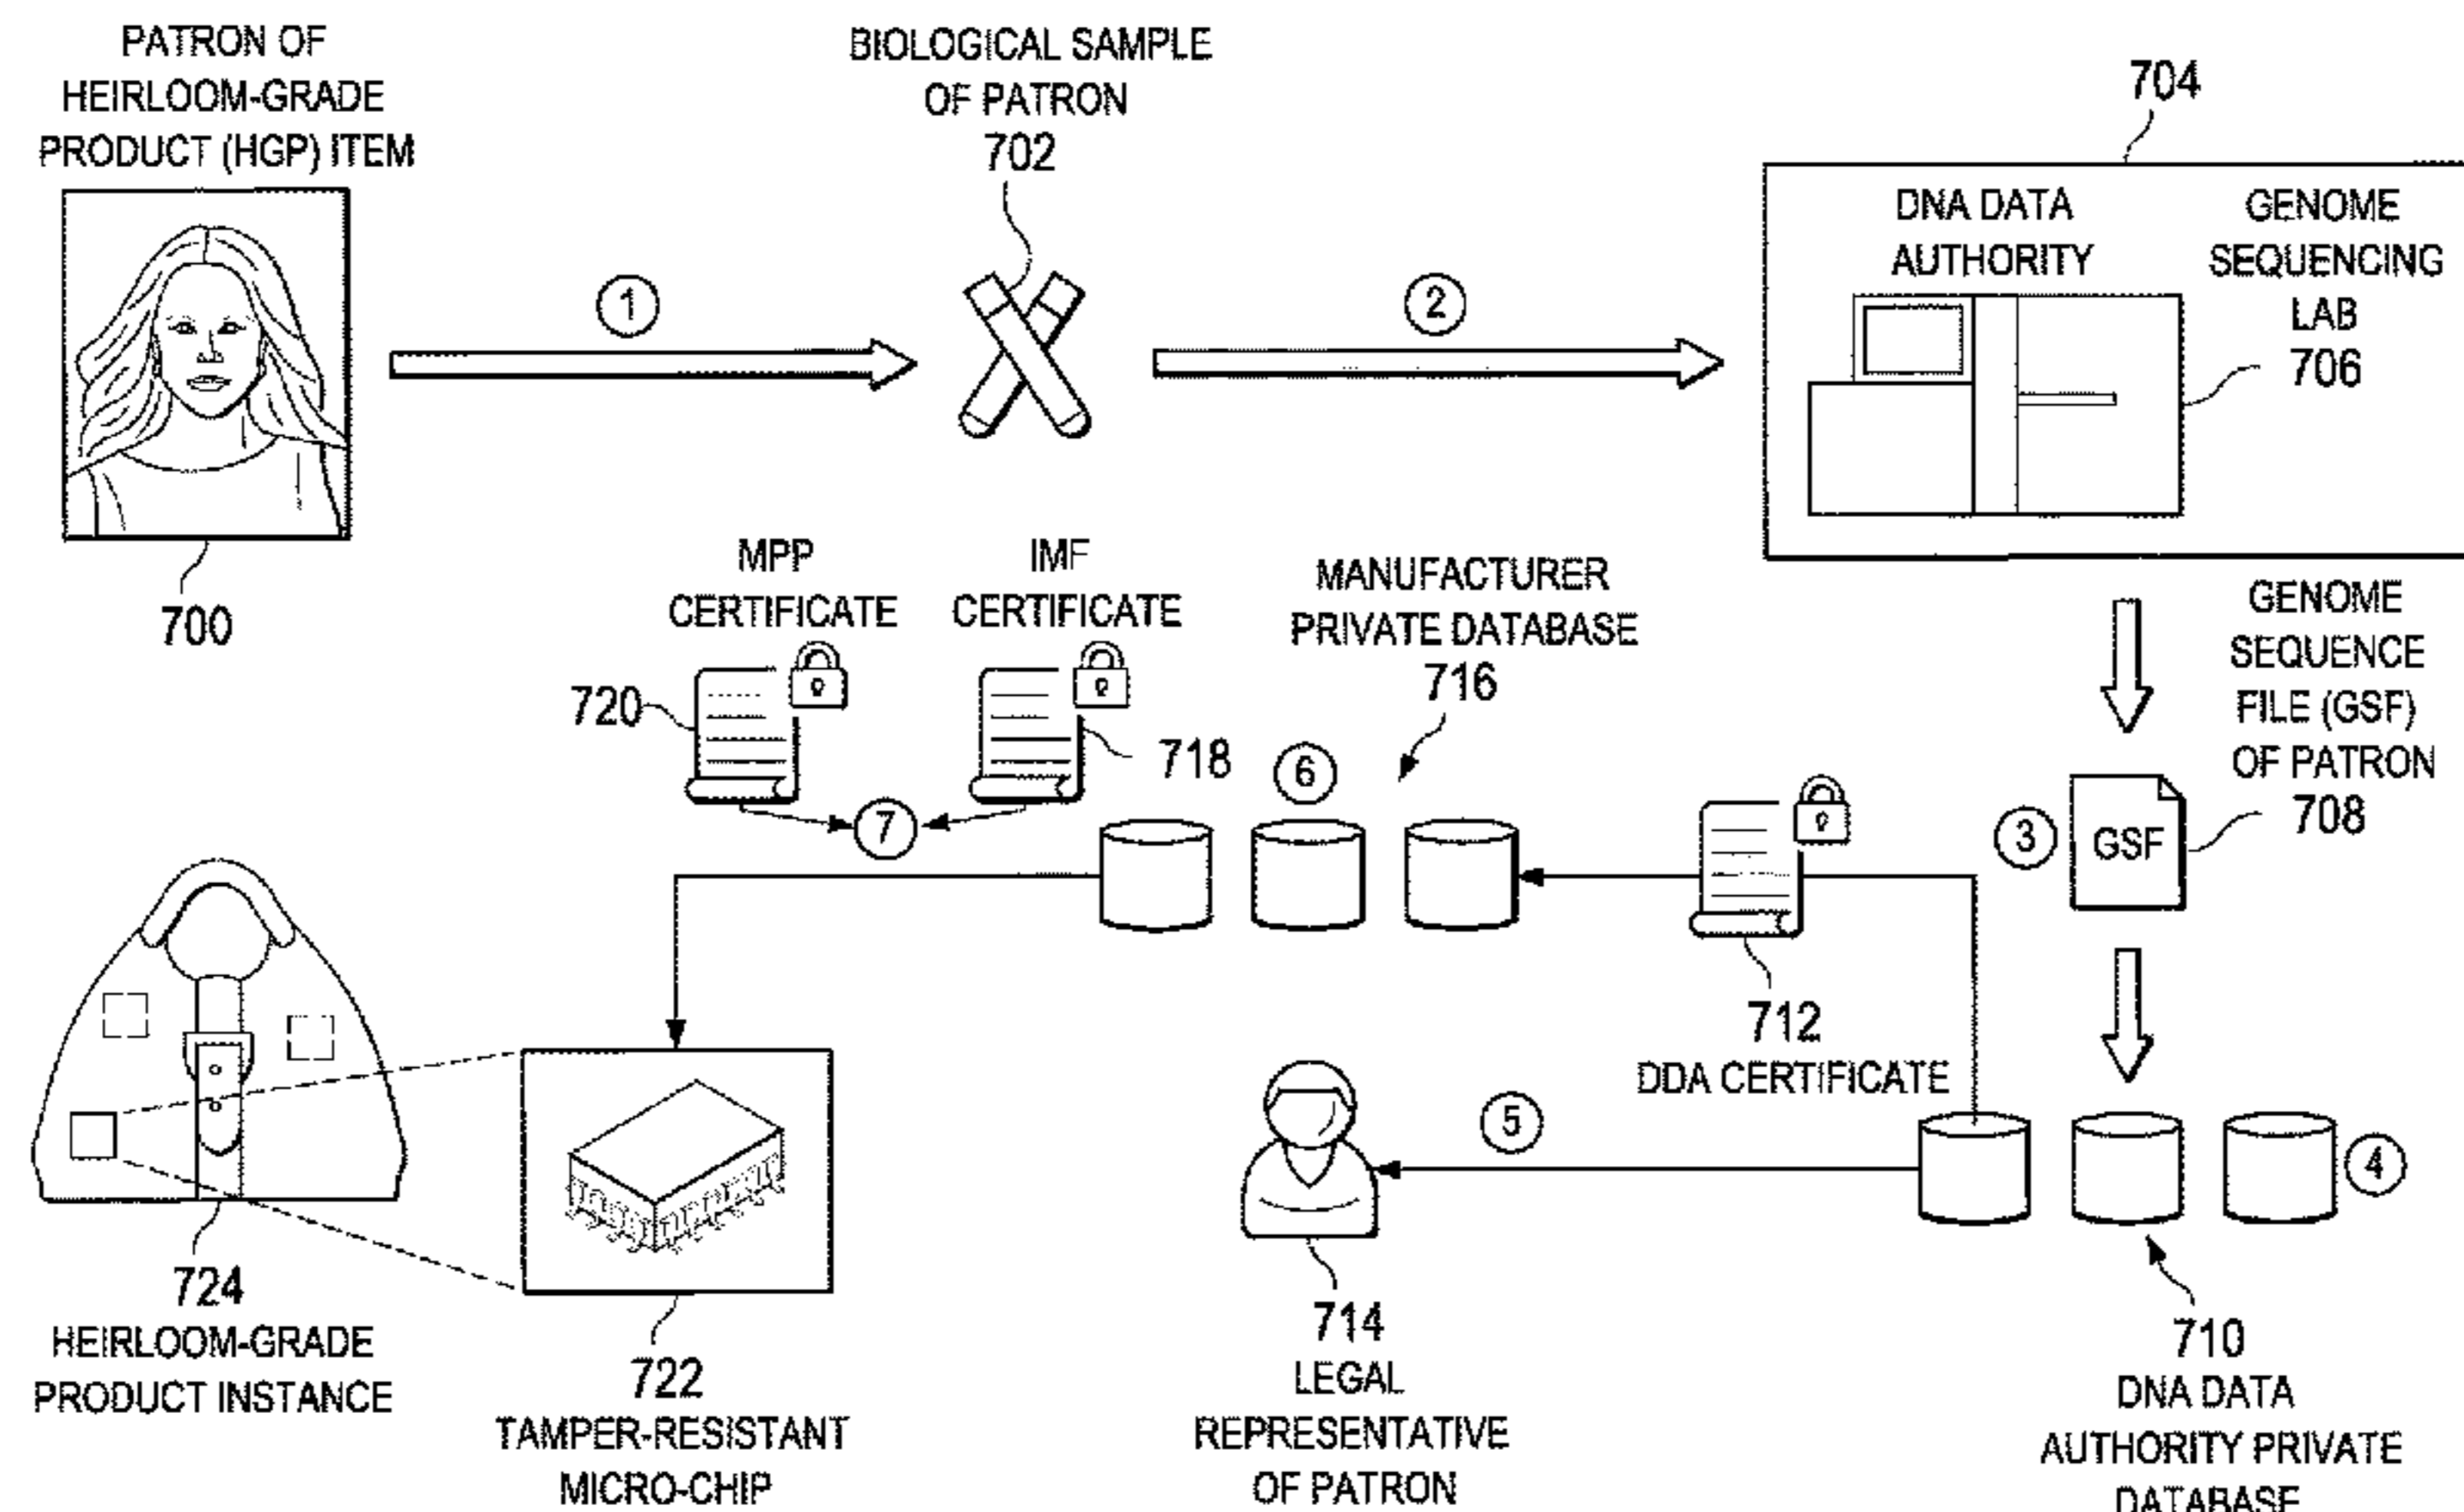 PATRON OF
HEIRLOOM-GRADE
PRODUCT (HGP) ITEM
700
1
BIOLOGICAL SAMPLE
OF PATRON
702
2
704
DNA DATA
AUTHORITY
GENOME
SEQUENCING
LAB
706
GENOME
SEQUENCE
FILE (GSF)
OF PATRON
708
3
GSF
MPP
CERTIFICATE
720
IMF
CERTIFICATE
718
7
MANUFACTURER
PRIVATE DATABASE
716
6
712
DDA CERTIFICATE
5
4
724
HEIRLOOM-GRADE
PRODUCT INSTANCE
722
TAMPER-RESISTANT
MICRO-CHIP
714
LEGAL
REPRESENTATIVE
OF PATRON
710
DNA DATA
AUTHORITY PRIVATE
DATABASE